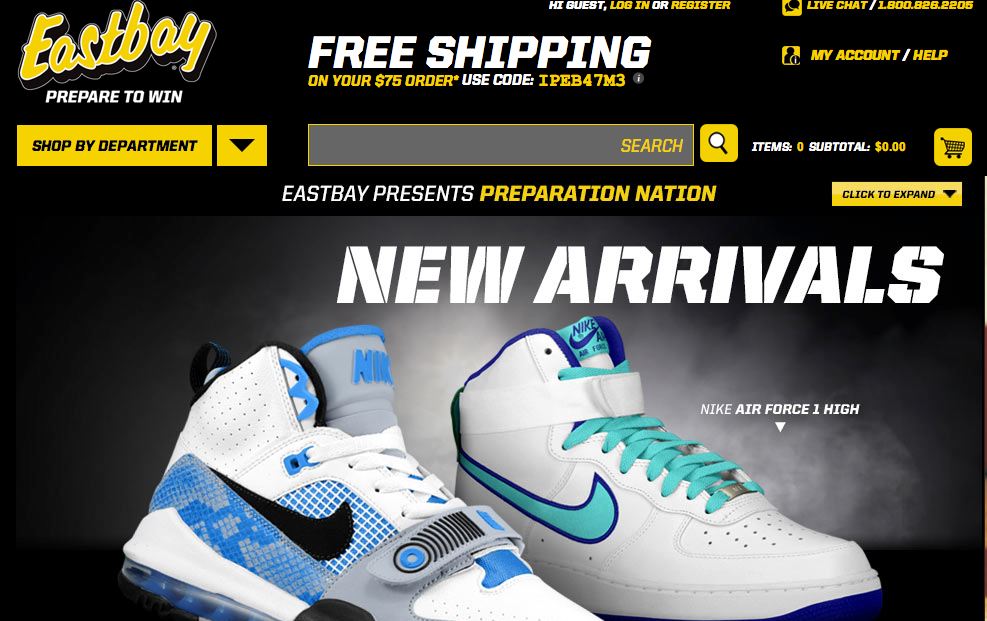 HI GUEST, LOG IN OR REGISTER
LIVE CHAT / 1.800.826.2205
Eastbay
PREPARE TO WIN
FREE SHIPPING
ON YOUR $75 ORDER* USE CODE: IPEB47M3 i
MY ACCOUNT / HELP
SHOP BY DEPARTMENT
SEARCH
ITEMS: 0 SUBTOTAL: $0.00
EASTBAY PRESENTS PREPARATION NATION
CLICK TO EXPAND
NEW ARRIVALS
NIKE
AIR FORCE
NIKE AIR FORCE 1 HIGH